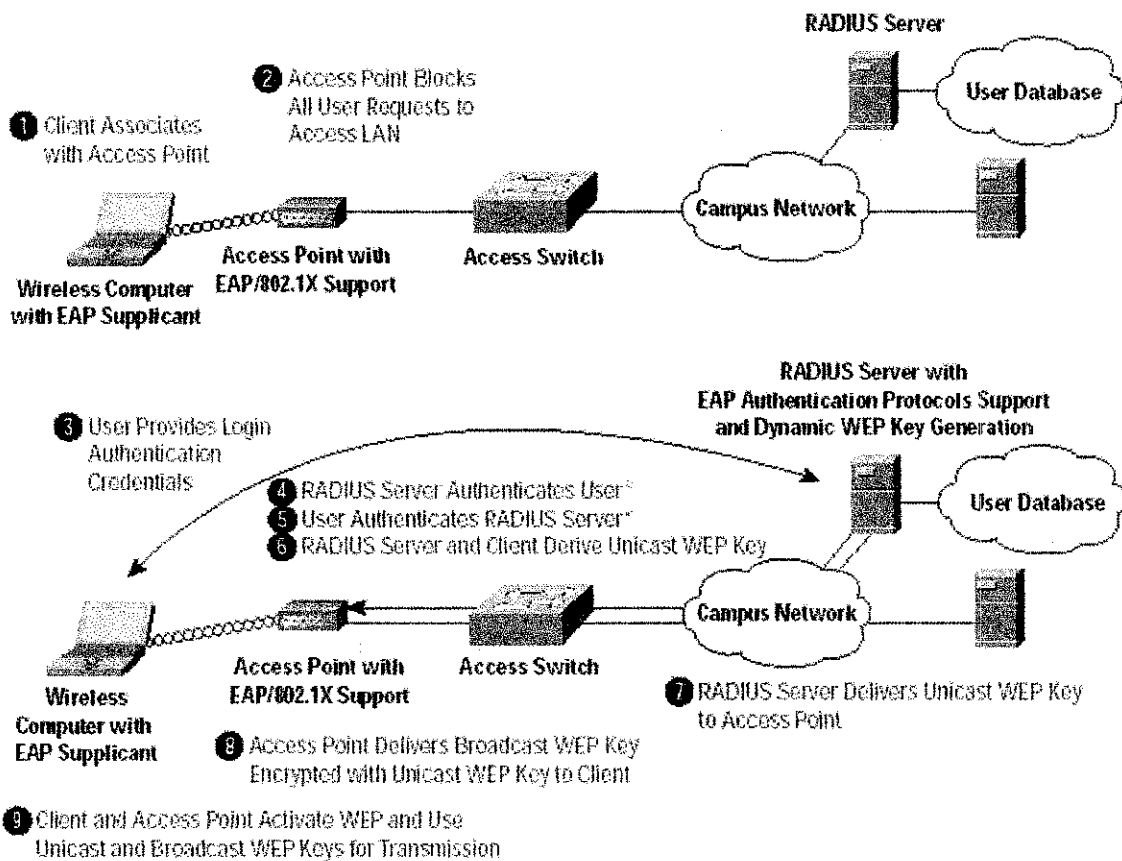 RADIUS Server
2 Access Point Blocks
All User Requests to
Access LAN
User Database
1 Client Associates
with Access Point
Campus Network
Access Point with
EAP/802.1X Support
Access Switch
Wireless Computer
with EAP Supplicant
RADIUS Server with
EAP Authentication Protocols Support
and Dynamic WEP Key Generation
3 User Provides Login
Authentication
Credentials
4 RADIUS Server Authenticates User*
5 User Authenticates RADIUS Server*
6 RADIUS Server and Client Derive Unicast WEP Key
User Database
Campus Network
Access Point with
EAP/802.1X Support
Access Switch
Wireless
Computer with
EAP Supplicant
7 RADIUS Server Delivers Unicast WEP Key
to Access Point
8 Access Point Delivers Broadcast WEP Key
Encrypted with Unicast WEP Key to Client
9 Client and Access Point Activate WEP and Use
Unicast and Broadcast WEP Keys for Transmission